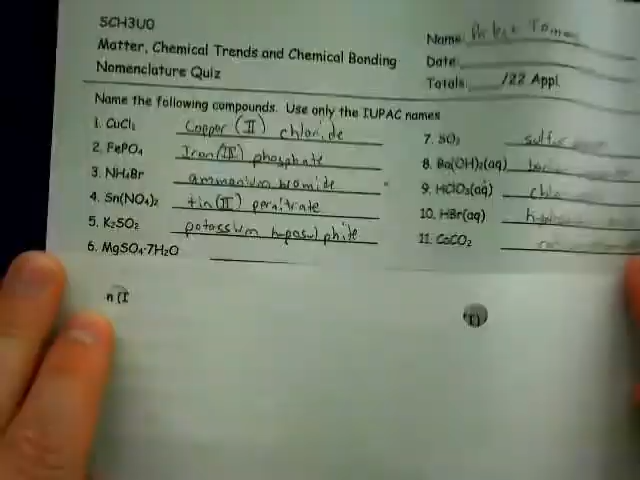 SCH3U0
Matter, Chemical Trends and Chemical Bonding
Nomenclature Quiz
Name:
Date:
Totals: /22 Appl
Name the following compounds. Use only the IUPAC names
1. CuCl₂ Copper (II) chloride
2. FePO₄ Iron (III) phosphate
3. NH₄Br ammonium bromide
4. Sn(NO₄)₂ tin (II) pernitrate
5. K₂SO₂ potassium hyposulphite
6. MgSO₄·7H₂O
7. SO₂ sulfur
8. Ba(OH)₂(aq)
9. HClO₃(aq)
10. HBr(aq)
11. CaCO₂
n (I
I)